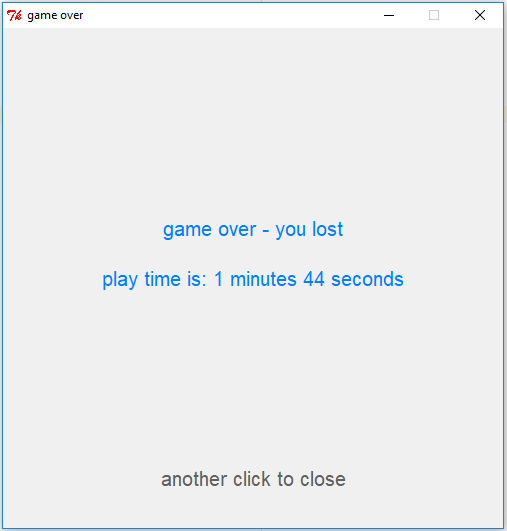 game over
game over - you lost
play time is: 1 minutes 44 seconds
another click to close